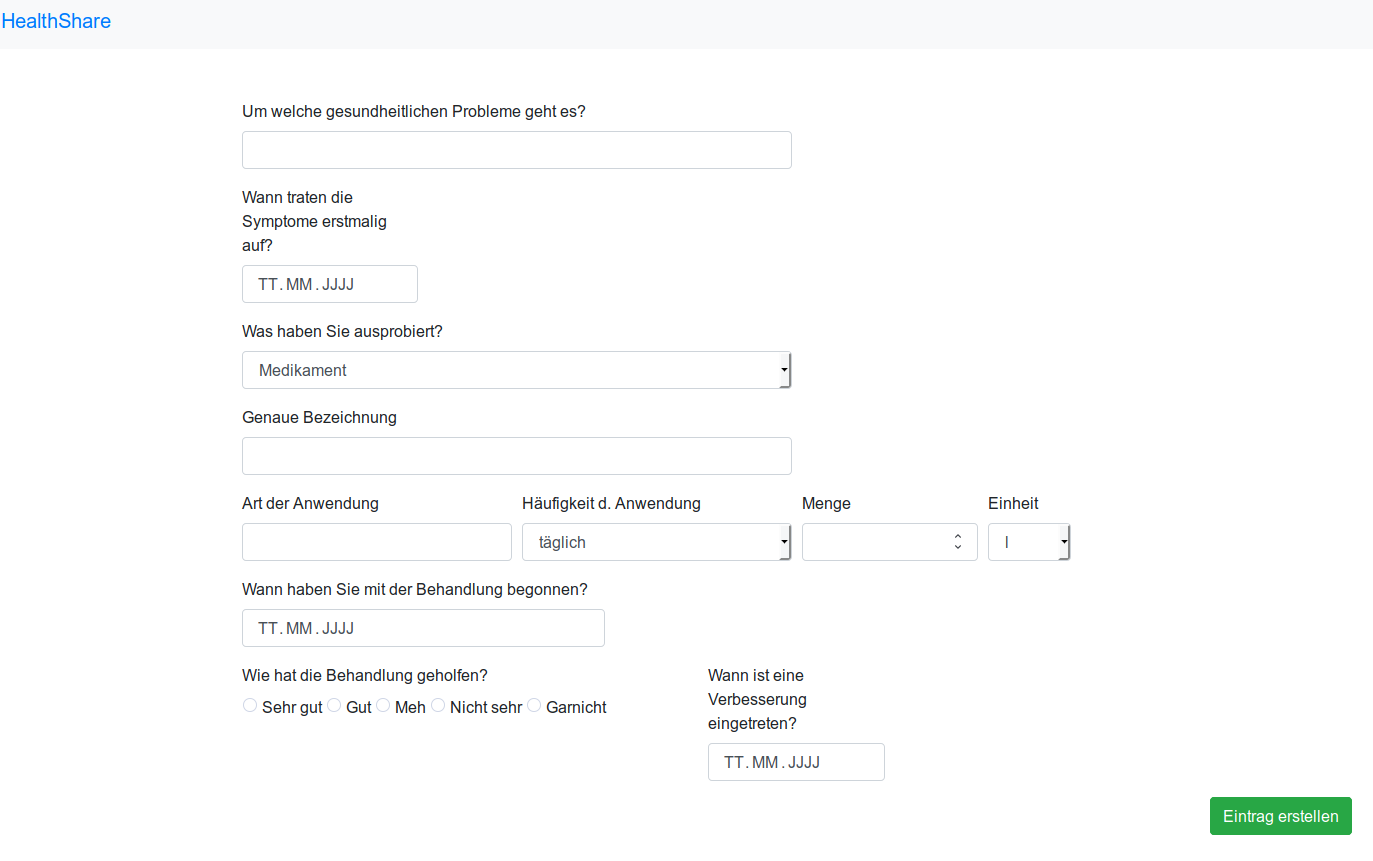 HealthShare
Um welche gesundheitlichen Probleme geht es?
Wann traten die
Symptome erstmalig
auf?
TT.MM.JJJJ
Was haben Sie ausprobiert?
Medikament
Genaue Bezeichnung
Art der Anwendung Häufigkeit d. Anwendung Menge Einheit
täglich l
Wann haben Sie mit der Behandlung begonnen?
TT.MM.JJJJ
Wie hat die Behandlung geholfen?
Sehr gut Gut Meh Nicht sehr Garnicht
Wann ist eine
Verbesserung
eingetreten?
TT.MM.JJJJ
Eintrag erstellen